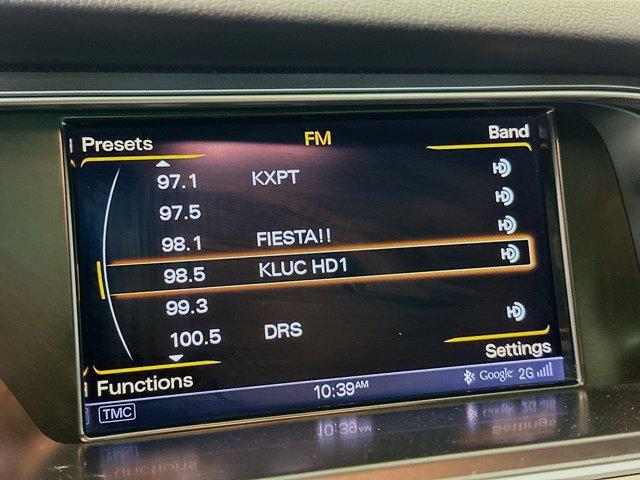 Presets FM Band
97.1 KXPT
97.5
98.1 FIESTA!!
98.5 KLUC HD1
99.3
100.5 DRS
Functions Settings
TMC 10:39AM Google 2G